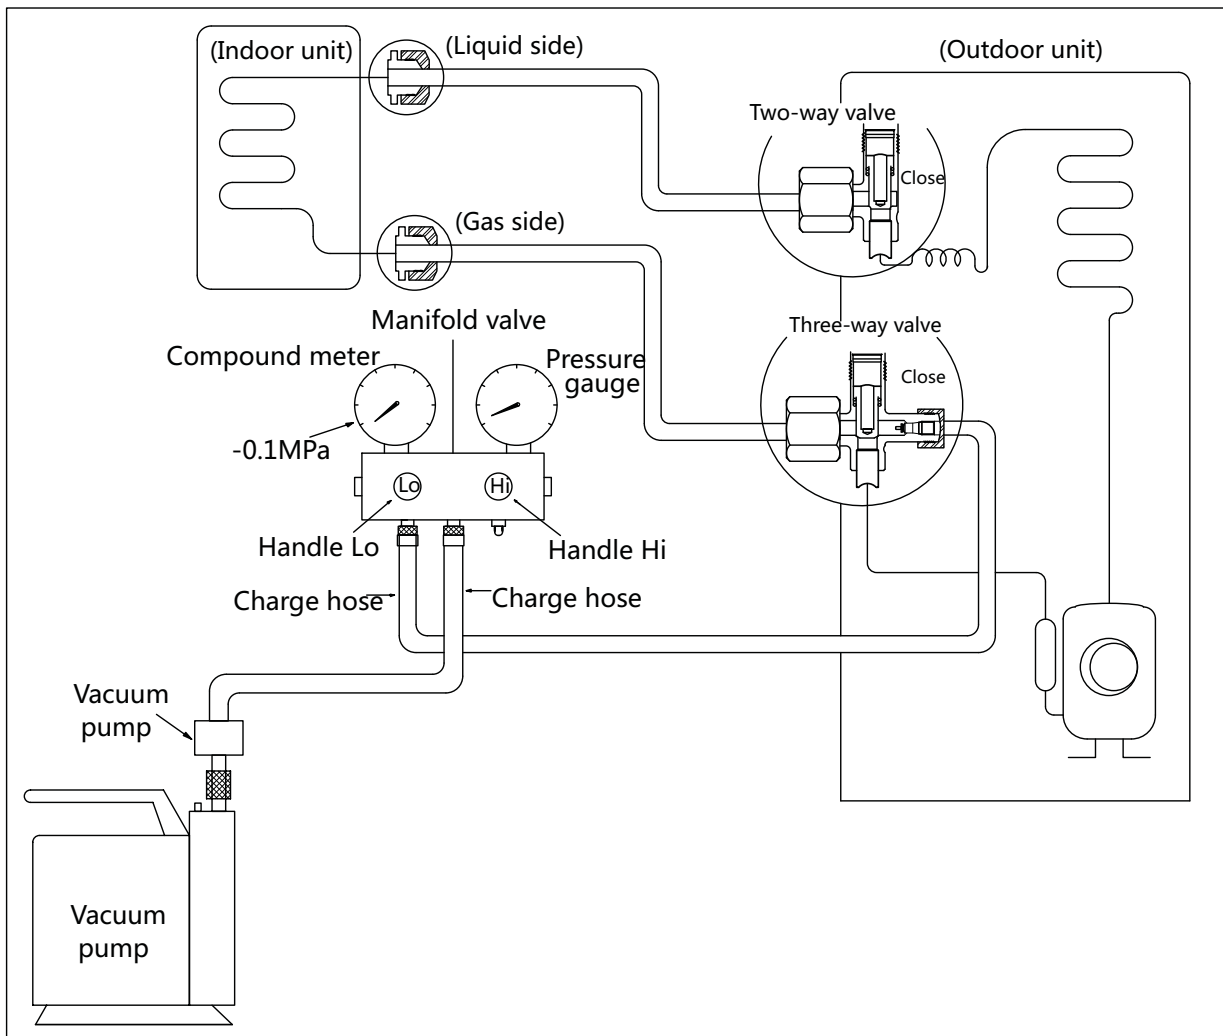 (Indoor unit)
(Liquid side)
(Outdoor unit)
Two-way valve
Close
(Gas side)
Manifold valve
Three-way valve
Compound meter
Pressure
gauge
Close
-0.1MPa
Lo
Hi
Handle Lo
Handle Hi
Charge hose
Charge hose
Vacuum
pump
Vacuum
pump